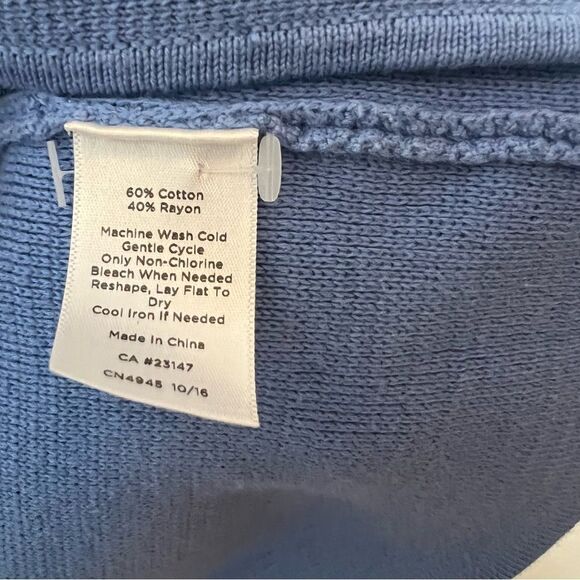 60% Cotton
40% Rayon
Machine Wash Cold
Gentle Cycle
Only Non-Chlorine
Bleach When Needed
Reshape, Lay Flat To
Dry
Cool Iron If Needed
Made In China
CA #23147
CN4945 10/16